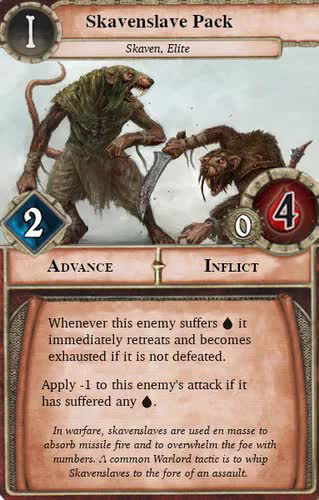 I
Skavenslave Pack
Skaven, Elite
2
0
4
Advance
Inflict
Whenever this enemy suffers it
immediately retreats and becomes
exhausted if it is not defeated.
Apply -1 to this enemy's attack if it
has suffered any .
In warfare, skavenslaves are used en masse to
absorb missile fire and to overwhelm the foe with
numbers. A common Warlord tactic is to whip
Skavenslaves to the fore of an assault.